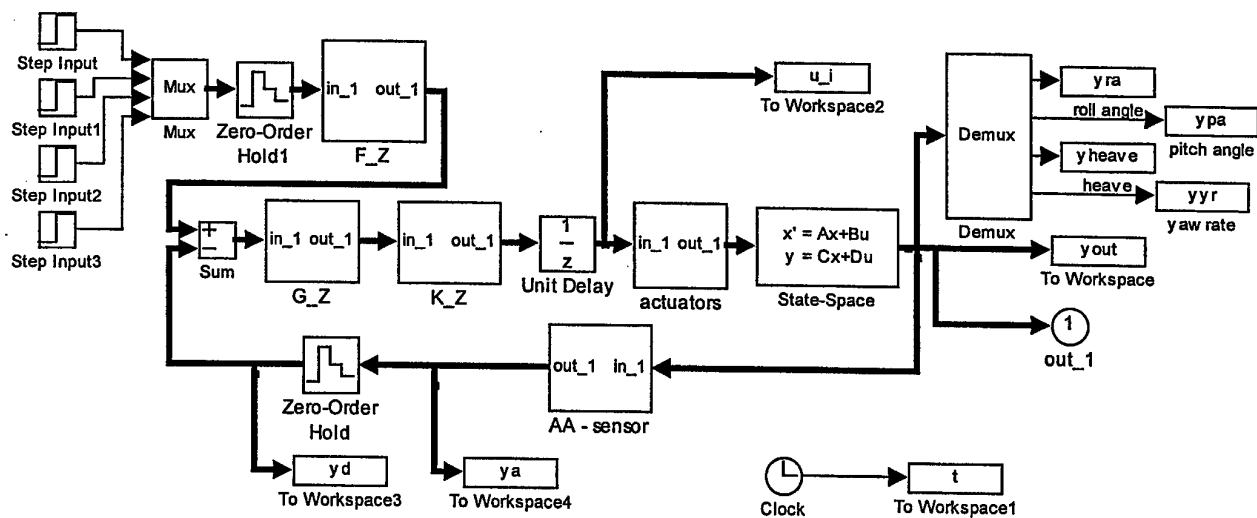 Step Input
Step Input1
Step Input2
Step Input3
Mux
Mux
Zero-Order
Hold1
in_1 out_1
F_Z
u_i
To Workspace2
Demux
Demux
yra
roll angle
ypa
pitch angle
yheave
heave
yyr
yaw rate
+
−
Sum
in_1 out_1
G_Z
in_1 out_1
K_Z
1
z
Unit Delay
in_1 out_1
actuators
x' = Ax+Bu
y = Cx+Du
State-Space
yout
To Workspace
1
out_1
Zero-Order
Hold
out_1 in_1
AA - sensor
yd
To Workspace3
ya
To Workspace4
Clock
t
To Workspace1